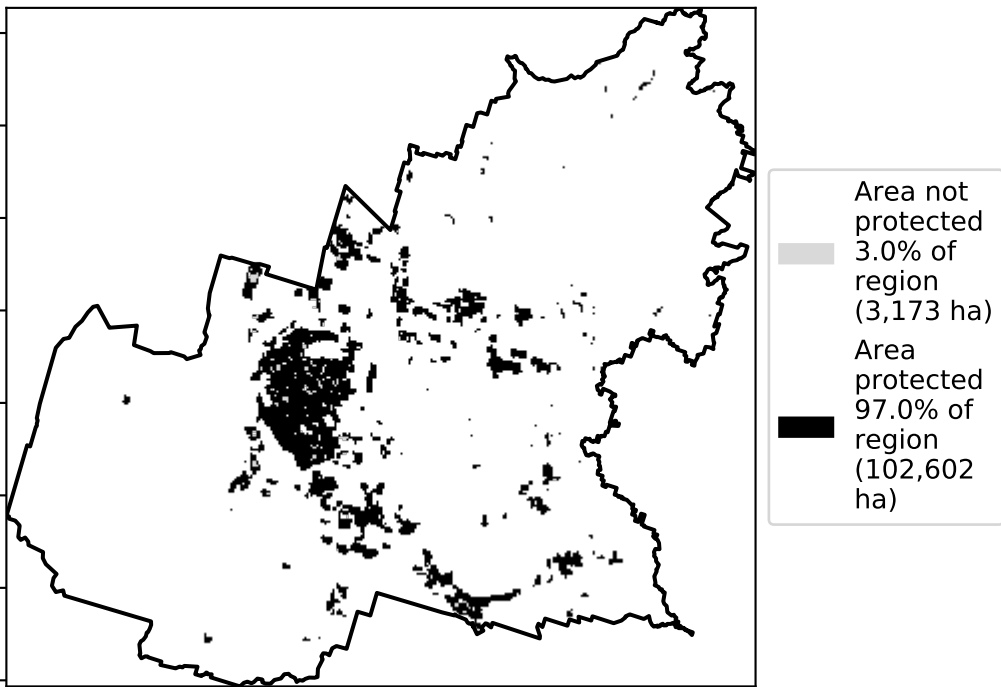 Area not
protected
3.0% of
region
(3,173 ha)
Area
protected
97.0% of
region
(102,602
ha)